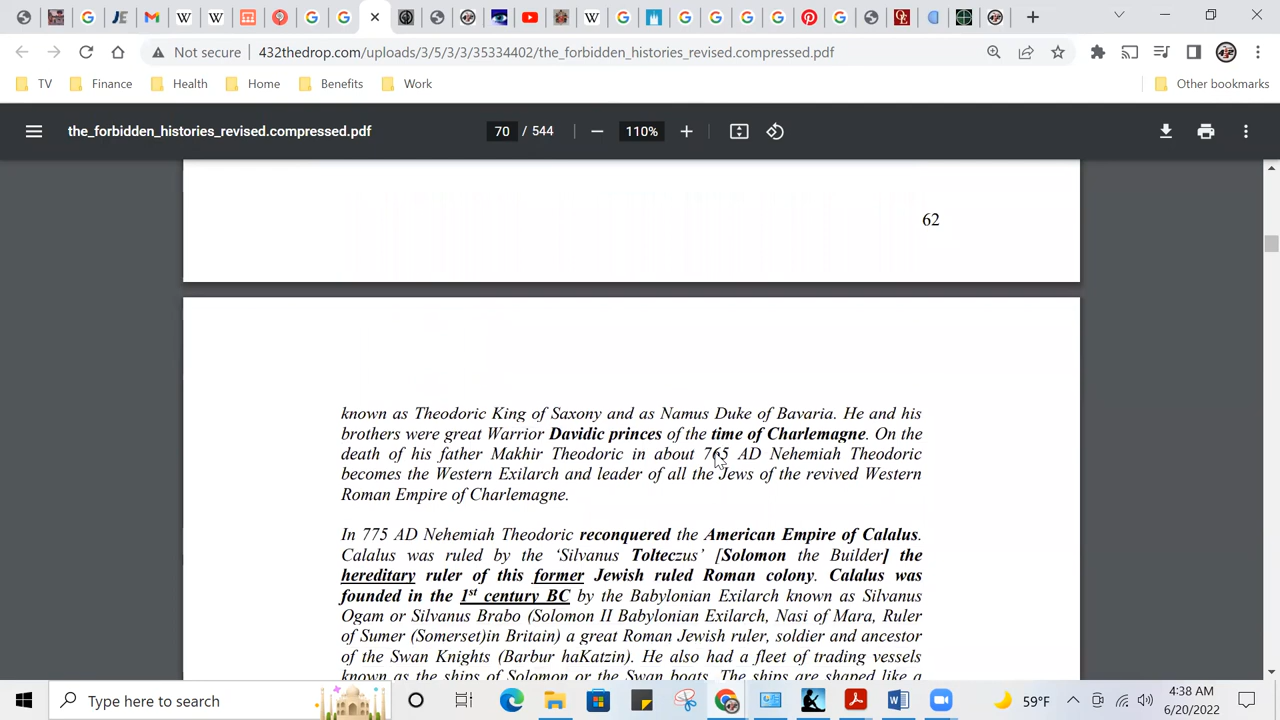 Not secure
432thedrop.com/uploads/3/5/3/3/35334402/the_forbidden_histories_revised.compressed.pdf
TV
Finance
Health
Home
Benefits
Work
Other bookmarks
the_forbidden_histories_revised.compressed.pdf
70 / 544
110%
62
known as Theodoric King of Saxony and as Namus Duke of Bavaria. He and his
brothers were great Warrior Davidic princes of the time of Charlemagne. On the
death of his father Makhir Theodoric in about 765 AD Nehemiah Theodoric
becomes the Western Exilarch and leader of all the Jews of the revived Western
Roman Empire of Charlemagne.
In 775 AD Nehemiah Theodoric reconquered the American Empire of Calalus.
Calalus was ruled by the ‘Silvanus Tolteczus’ [Solomon the Builder] the
hereditary ruler of this former Jewish ruled Roman colony. Calalus was
founded in the 1st century BC by the Babylonian Exilarch known as Silvanus
Ogam or Silvanus Brabo (Solomon II Babylonian Exilarch, Nasi of Mara, Ruler
of Sumer (Somerset)in Britain) a great Roman Jewish ruler, soldier and ancestor
of the Swan Knights (Barbur haKatzin). He also had a fleet of trading vessels
known as the ships of Solomon or the Swan boats. The ships are shaped like a
Type here to search
59°F
4:38 AM
6/20/2022